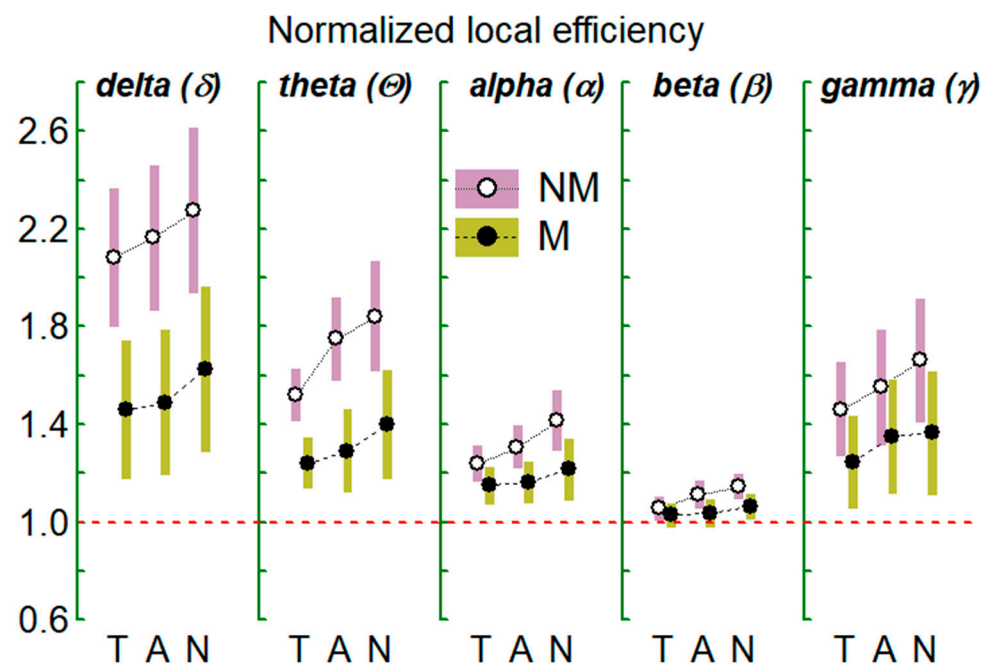 Normalized local efficiency
delta (δ) theta (Θ) alpha (α) beta (β) gamma (γ)
2.6
NM
2.2
M
1.8
1.4
1.0
0.6
T A N T A N T A N T A N T A N